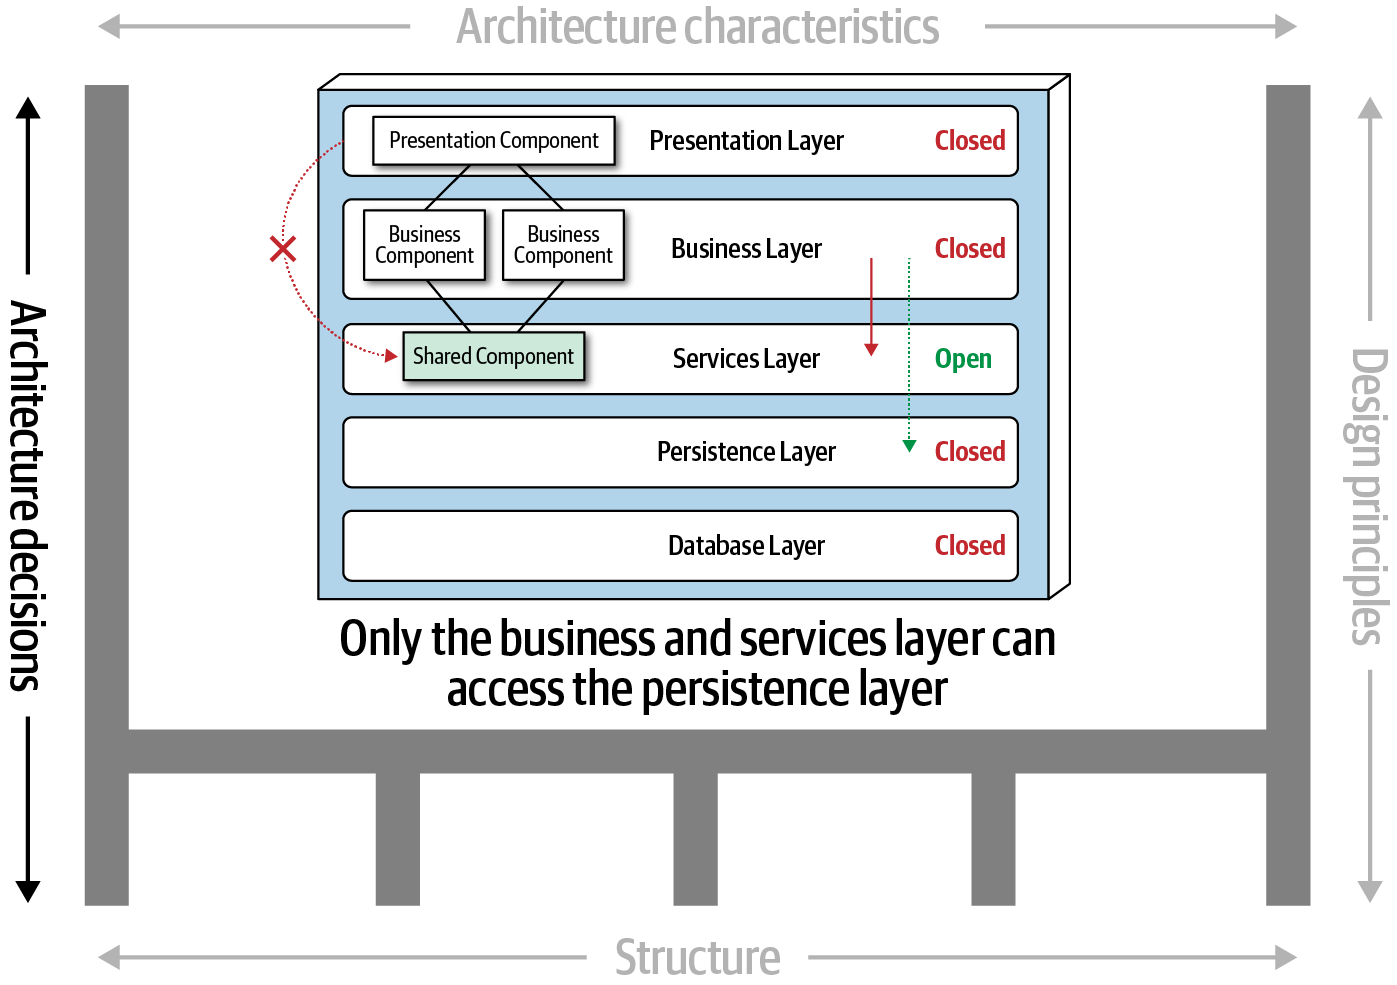 Architecture characteristics
Architecture decisions
Presentation Component
Presentation Layer
Closed
Business
Component
Business
Component
Business Layer
Closed
Shared Component
Services Layer
Open
Persistence Layer
Closed
Database Layer
Closed
Only the business and services layer can
access the persistence layer
Design principles
Structure